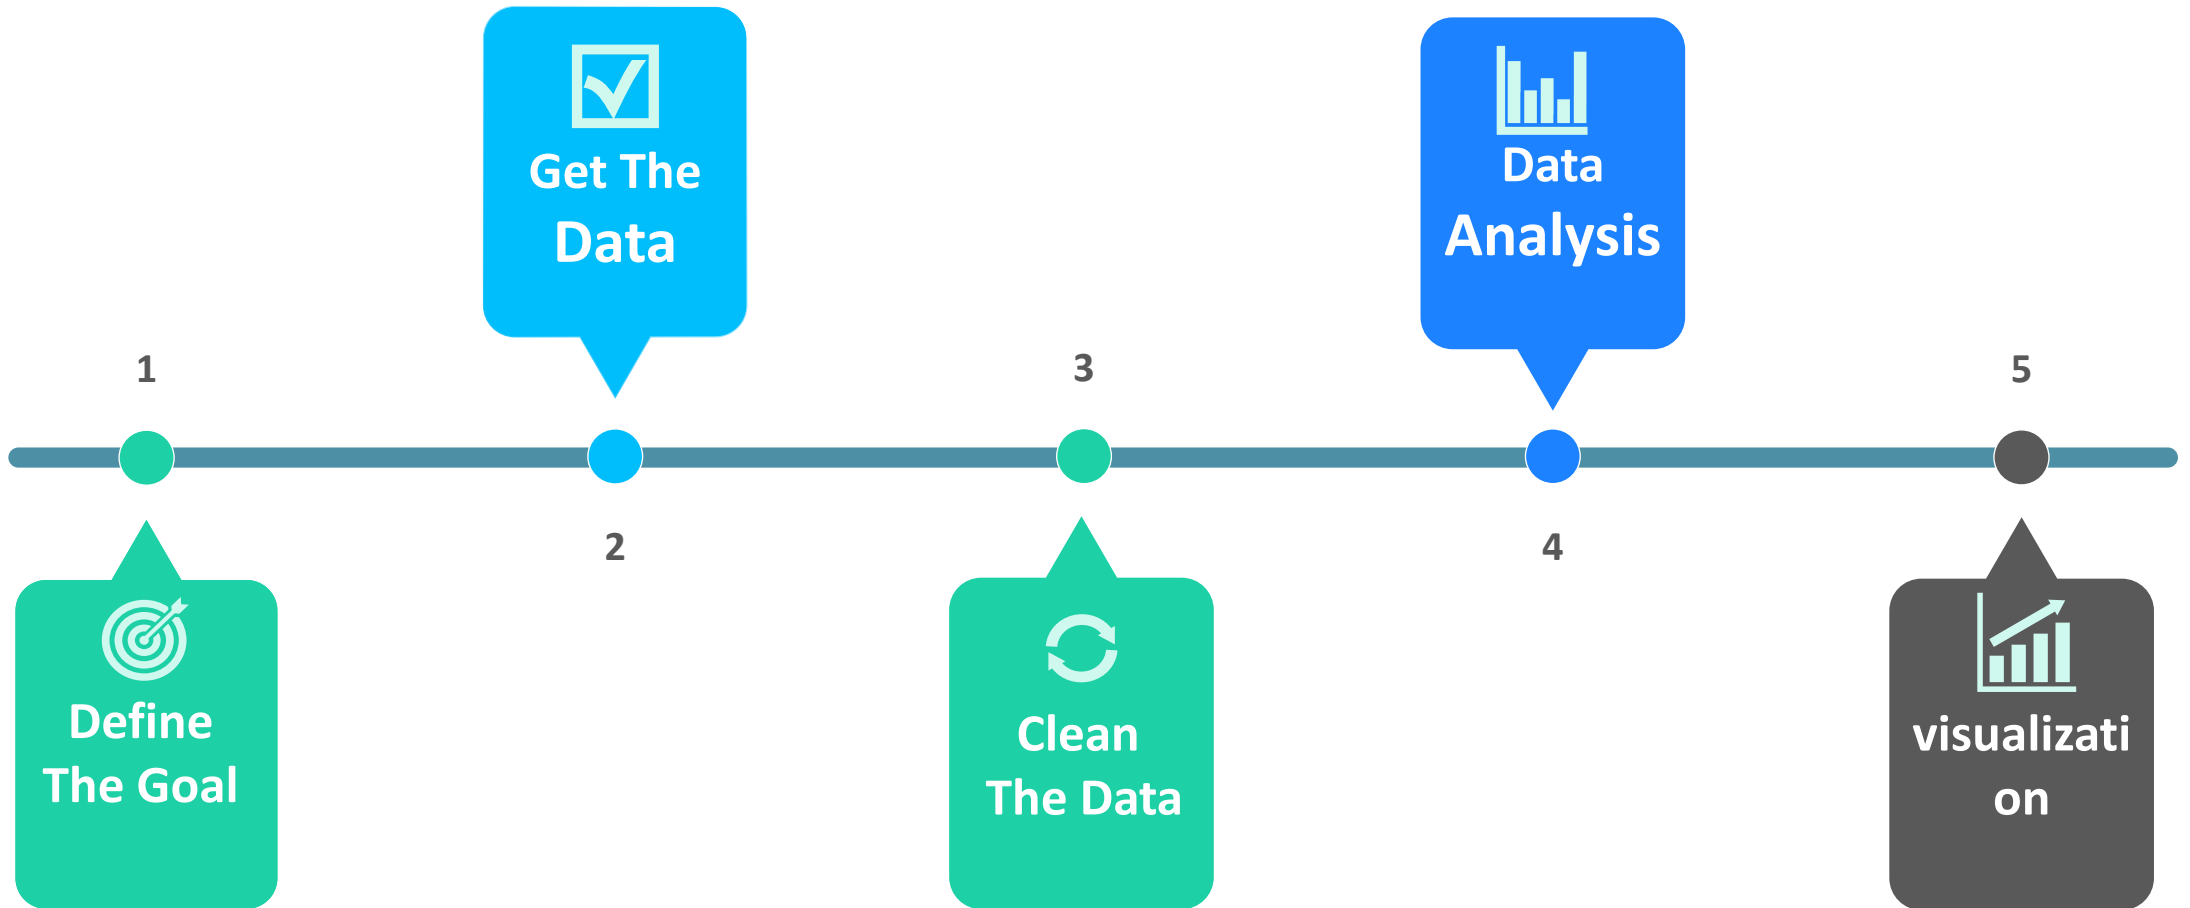 1
Define
The Goal
Get The
Data
2
3
Clean
The Data
Data
Analysis
4
5
visualizati
on